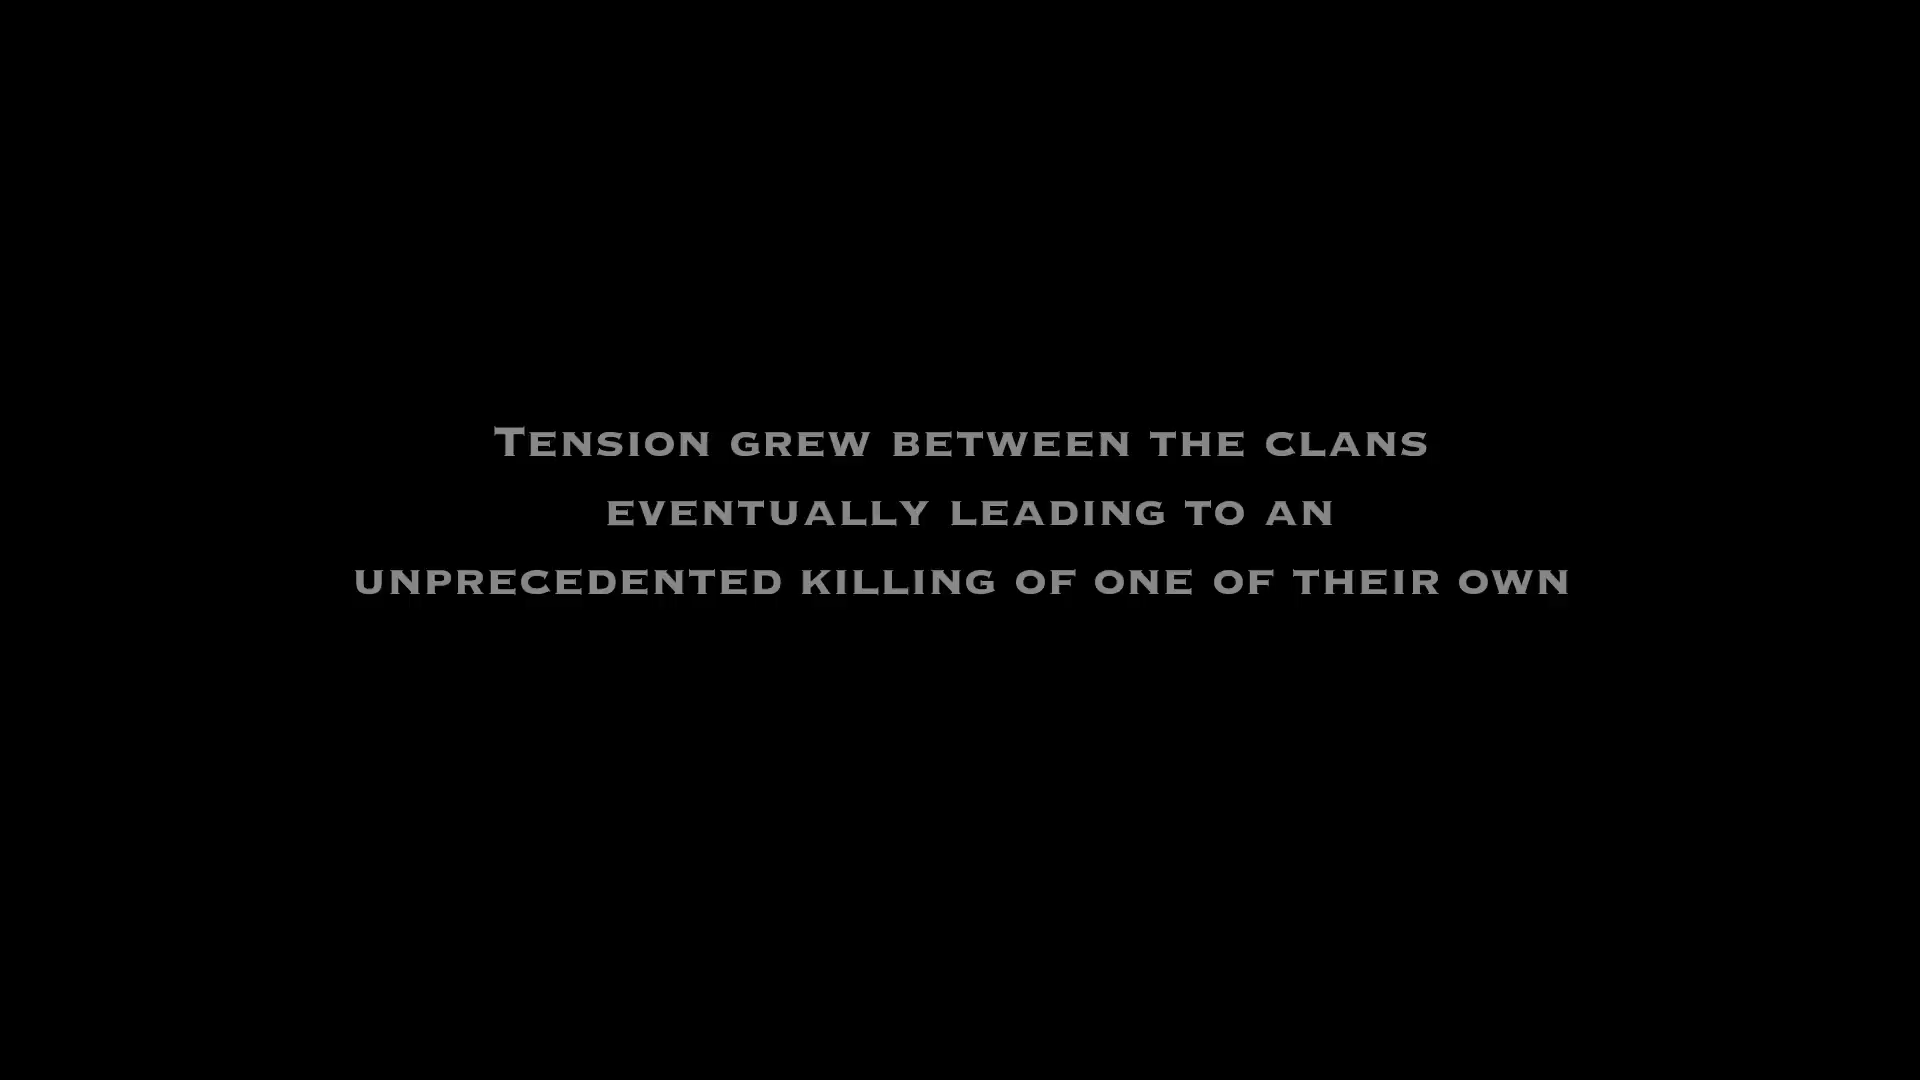 Tension grew between the clans
eventually leading to an
unprecedented killing of one of their own